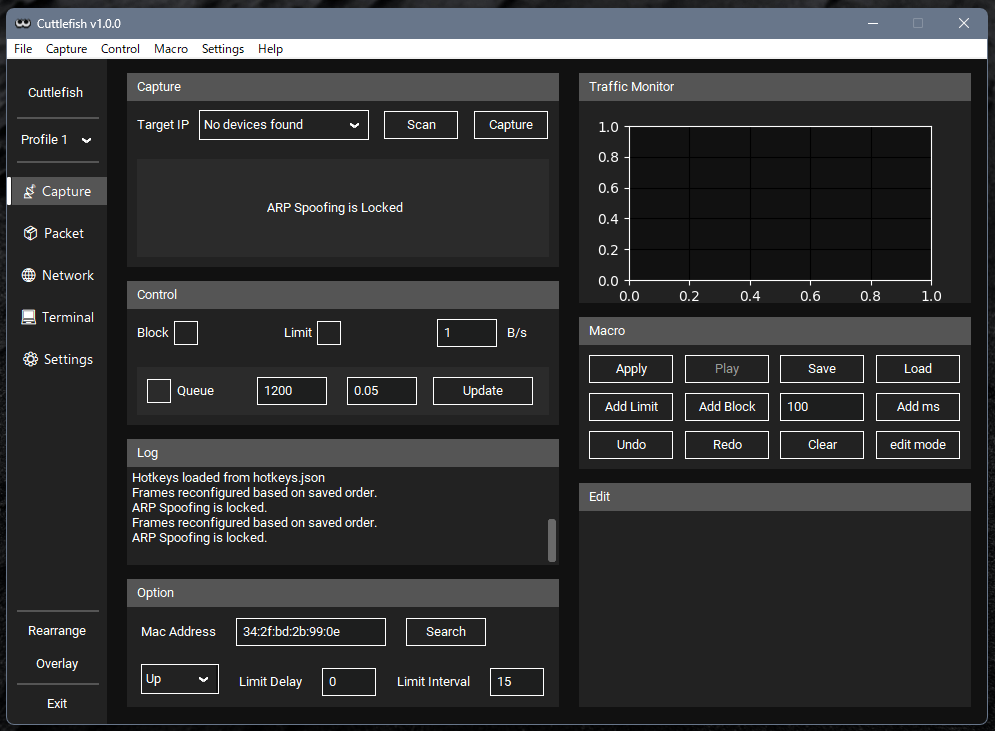 Cuttlefish v1.0.0
File Capture Control Macro Settings Help
Cuttlefish
Profile 1
Capture
Packet
Network
Terminal
Settings
Rearrange
Overlay
Exit
Capture
Target IP No devices found Scan Capture
ARP Spoofing is Locked
Control
Block Limit 1 B/s
Queue 1200 0.05 Update
Log
Hotkeys loaded from hotkeys.json
Frames reconfigured based on saved order.
ARP Spoofing is locked.
Frames reconfigured based on saved order.
ARP Spoofing is locked.
Option
Mac Address 34:2f:bd:2b:99:0e Search
Up Limit Delay 0 Limit Interval 15
Traffic Monitor
1.0
0.8
0.6
0.4
0.2
0.0
0.0 0.2 0.4 0.6 0.8 1.0
Macro
Apply Play Save Load
Add Limit Add Block 100 Add ms
Undo Redo Clear edit mode
Edit